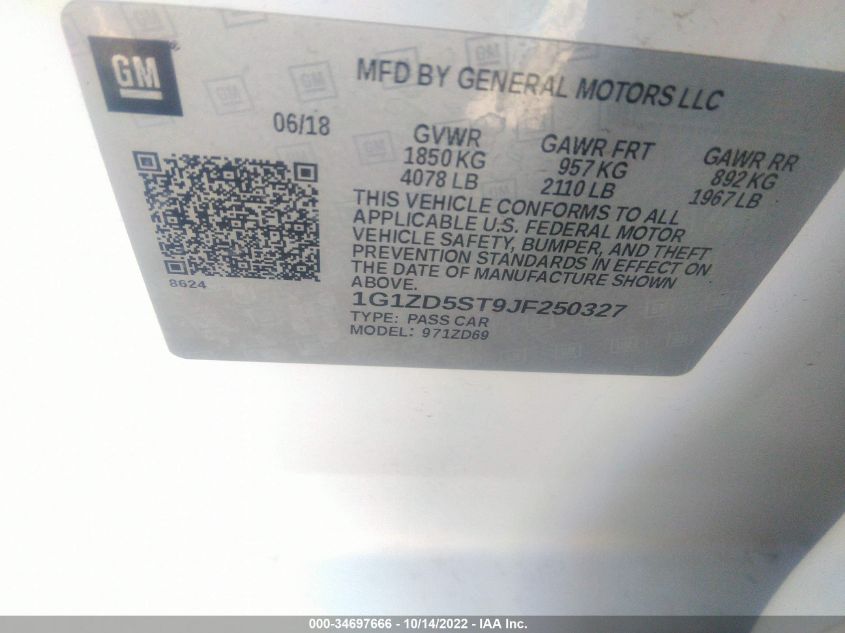 GM
MFD BY GENERAL MOTORS LLC
06/18
GVWR
1850 KG
4078 LB
GAWR FRT
957 KG
2110 LB
GAWR RR
892 KG
1967 LB
THIS VEHICLE CONFORMS TO ALL
APPLICABLE U.S. FEDERAL MOTOR
VEHICLE SAFETY, BUMPER, AND THEFT
PREVENTION STANDARDS IN EFFECT ON
THE DATE OF MANUFACTURE SHOWN
ABOVE.
8624
1G1ZD5ST9JF250327
TYPE: PASS CAR
MODEL: 971ZD69
000-34697666 - 10/14/2022 - Copyright © IAA, Inc.